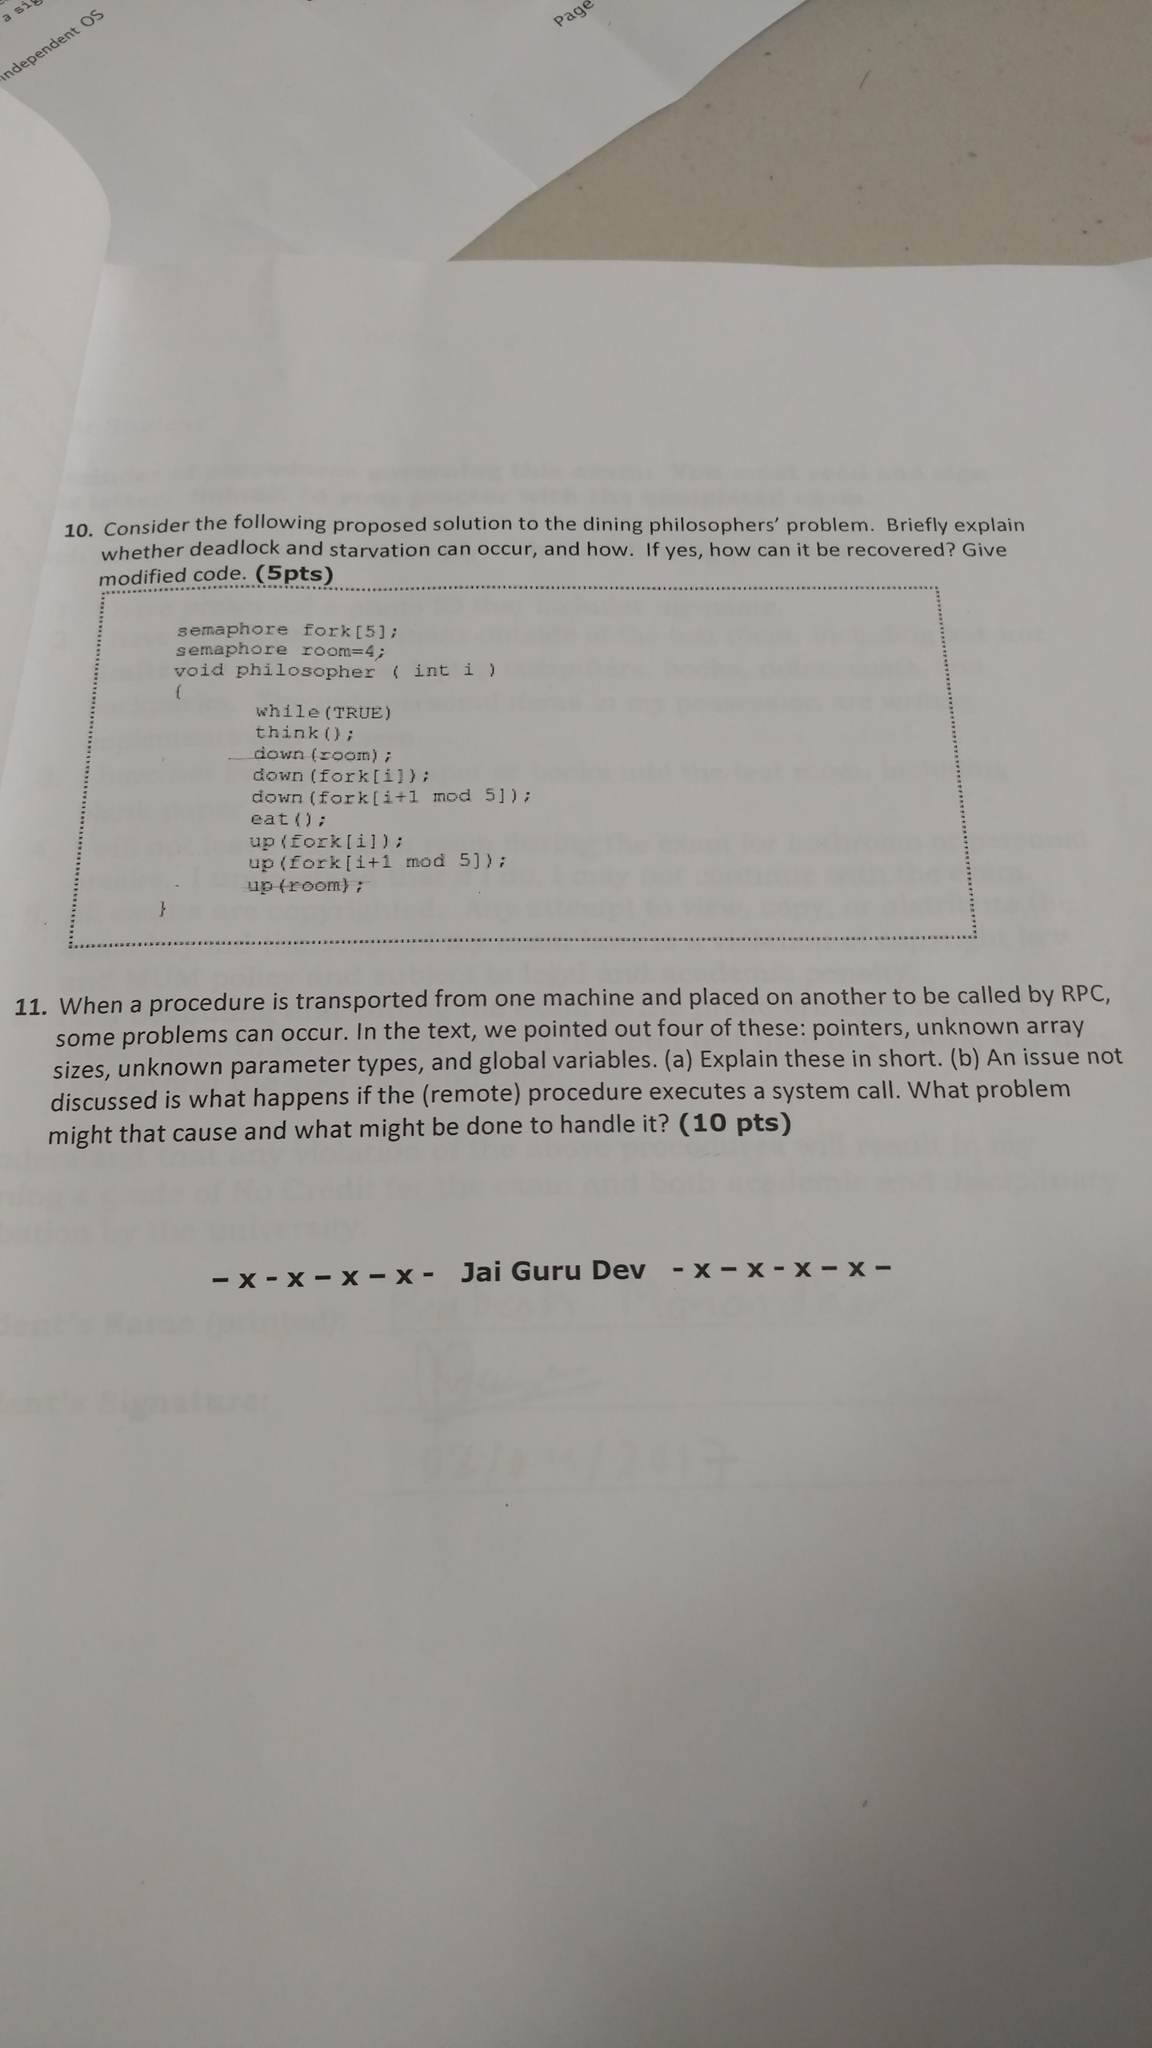 independent OS
Page
10. Consider the following proposed solution to the dining philosophers' problem. Briefly explain
whether deadlock and starvation can occur, and how. If yes, how can it be recovered? Give
modified code. (5pts)
semaphore fork[5];
semaphore room=4;
void philosopher ( int i )
{
while(TRUE)
think();
down(room);
down(fork[i]);
down(fork[i+1 mod 5]);
eat();
up(fork[i]);
up(fork[i+1 mod 5]);
up(room);
}
11. When a procedure is transported from one machine and placed on another to be called by RPC,
some problems can occur. In the text, we pointed out four of these: pointers, unknown array
sizes, unknown parameter types, and global variables. (a) Explain these in short. (b) An issue not
discussed is what happens if the (remote) procedure executes a system call. What problem
might that cause and what might be done to handle it? (10 pts)
– x - x – x – x - Jai Guru Dev - x – x - x – x –